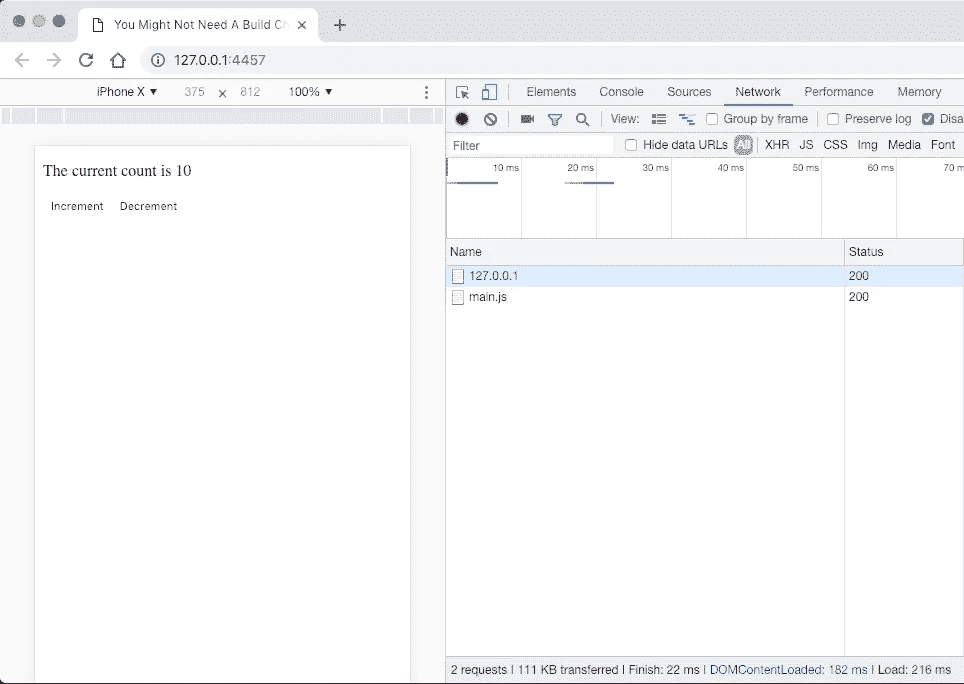 You Might Not Need A Build Ch
127.0.0.1:4457
iPhone X 375 x 812 100%
Elements Console Sources Network Performance Memory
View: Group by frame Preserve log Disa
Filter Hide data URLs All XHR JS CSS Img Media Font
10 ms 20 ms 30 ms 40 ms 50 ms 60 ms 70 m
The current count is 10
Increment Decrement
Name Status
127.0.0.1 200
main.js 200
2 requests | 111 KB transferred | Finish: 22 ms | DOMContentLoaded: 182 ms | Load: 216 ms